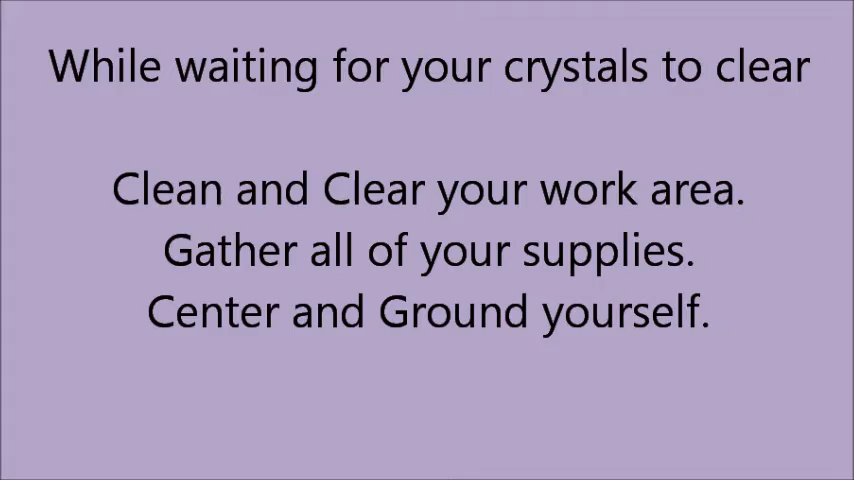 While waiting for your crystals to clear
Clean and Clear your work area.
Gather all of your supplies.
Center and Ground yourself.